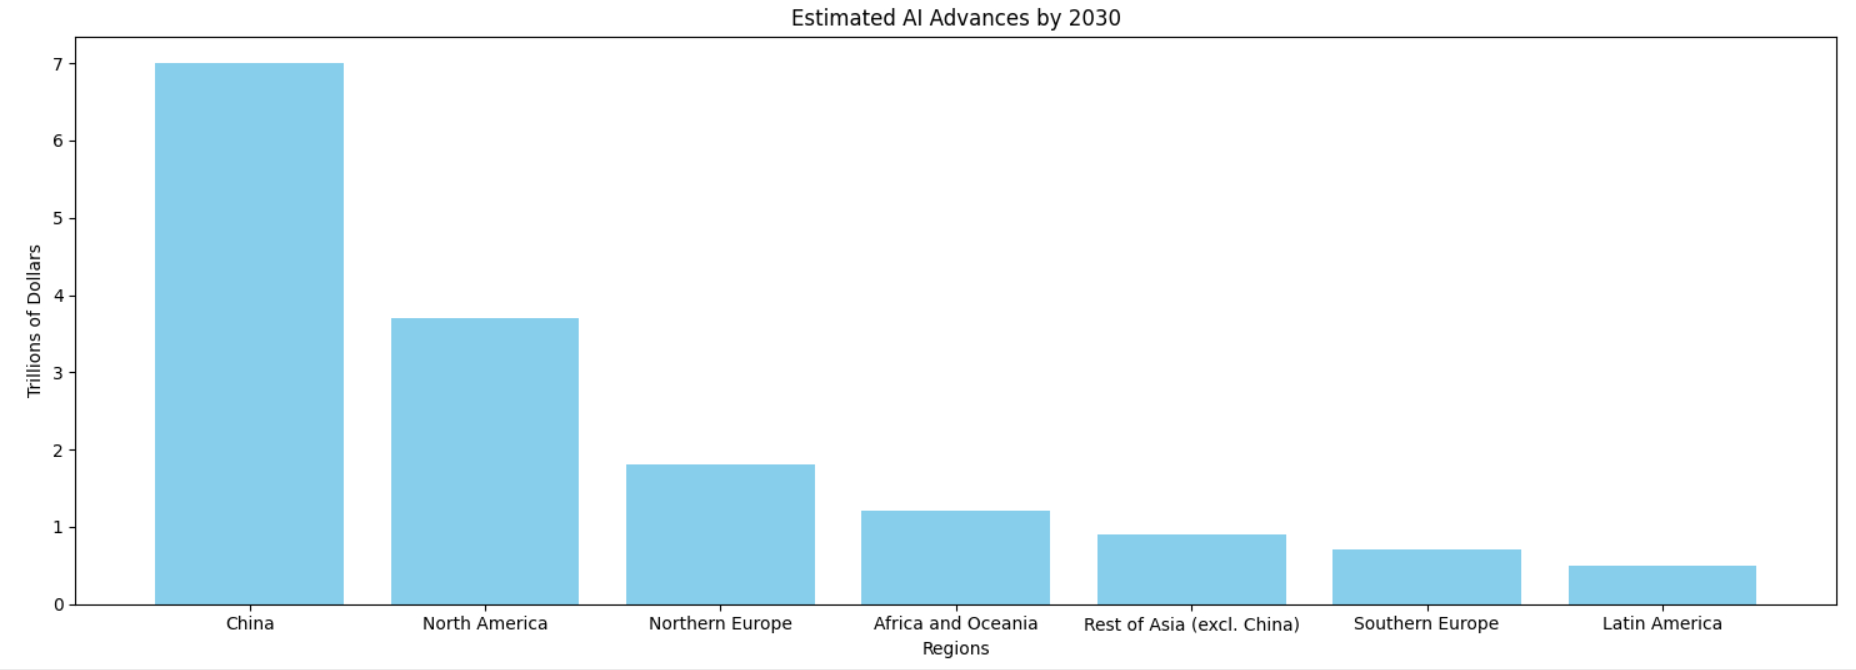 Estimated AI Advances by 2030
Trillions of Dollars
7
6
5
4
3
2
1
0
China North America Northern Europe Africa and Oceania Rest of Asia (excl. China) Southern Europe Latin America
Regions